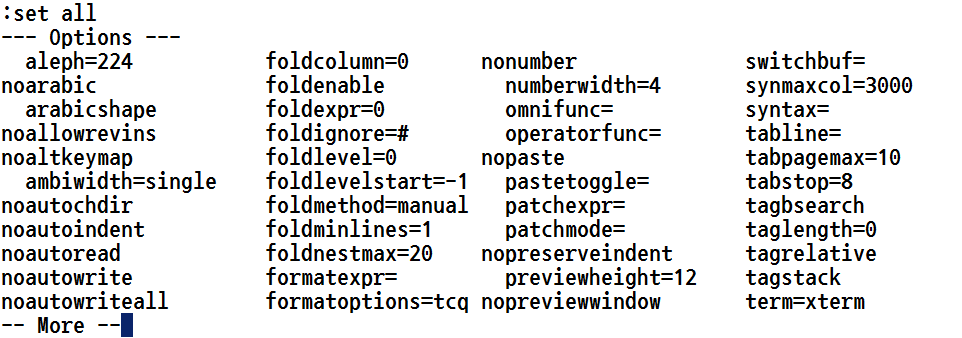 :set all
--- Options ---
  aleph=224           foldcolumn=0      nonumber              switchbuf=
noarabic              foldenable          numberwidth=4       synmaxcol=3000
  arabicshape         foldexpr=0          omnifunc=           syntax=
noallowrevins         foldignore=#        operatorfunc=       tabline=
noaltkeymap           foldlevel=0       nopaste               tabpagemax=10
  ambiwidth=single    foldlevelstart=-1   pastetoggle=        tabstop=8
noautochdir           foldmethod=manual   patchexpr=          tagbsearch
noautoindent          foldminlines=1      patchmode=          taglength=0
noautoread            foldnestmax=20    nopreserveindent      tagrelative
noautowrite           formatexpr=         previewheight=12    tagstack
noautowriteall        formatoptions=tcq nopreviewwindow       term=xterm
-- More --